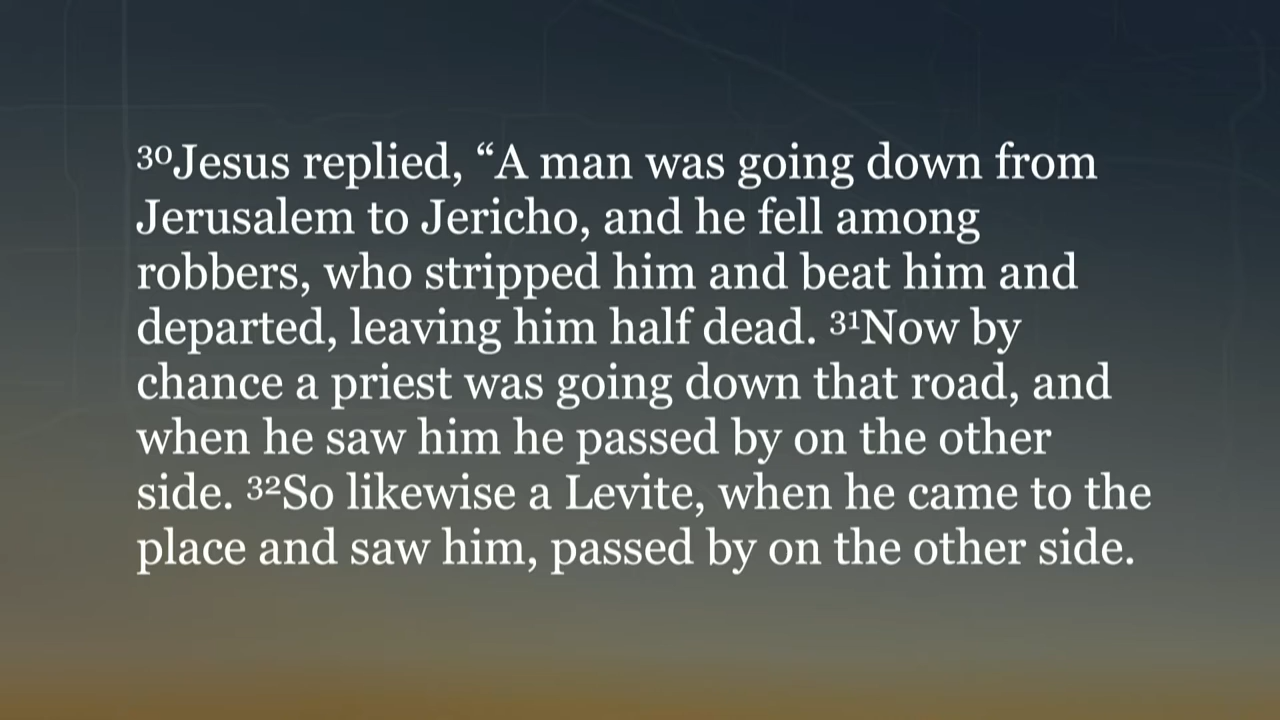 ³⁰Jesus replied, “A man was going down from
Jerusalem to Jericho, and he fell among
robbers, who stripped him and beat him and
departed, leaving him half dead. ³¹Now by
chance a priest was going down that road, and
when he saw him he passed by on the other
side. ³²So likewise a Levite, when he came to the
place and saw him, passed by on the other side.